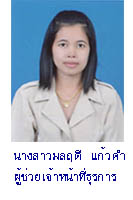 นางสาวมลฤดี แก้วคำ
ผู้ช่วยเจ้าหน้าที่ธุรการ